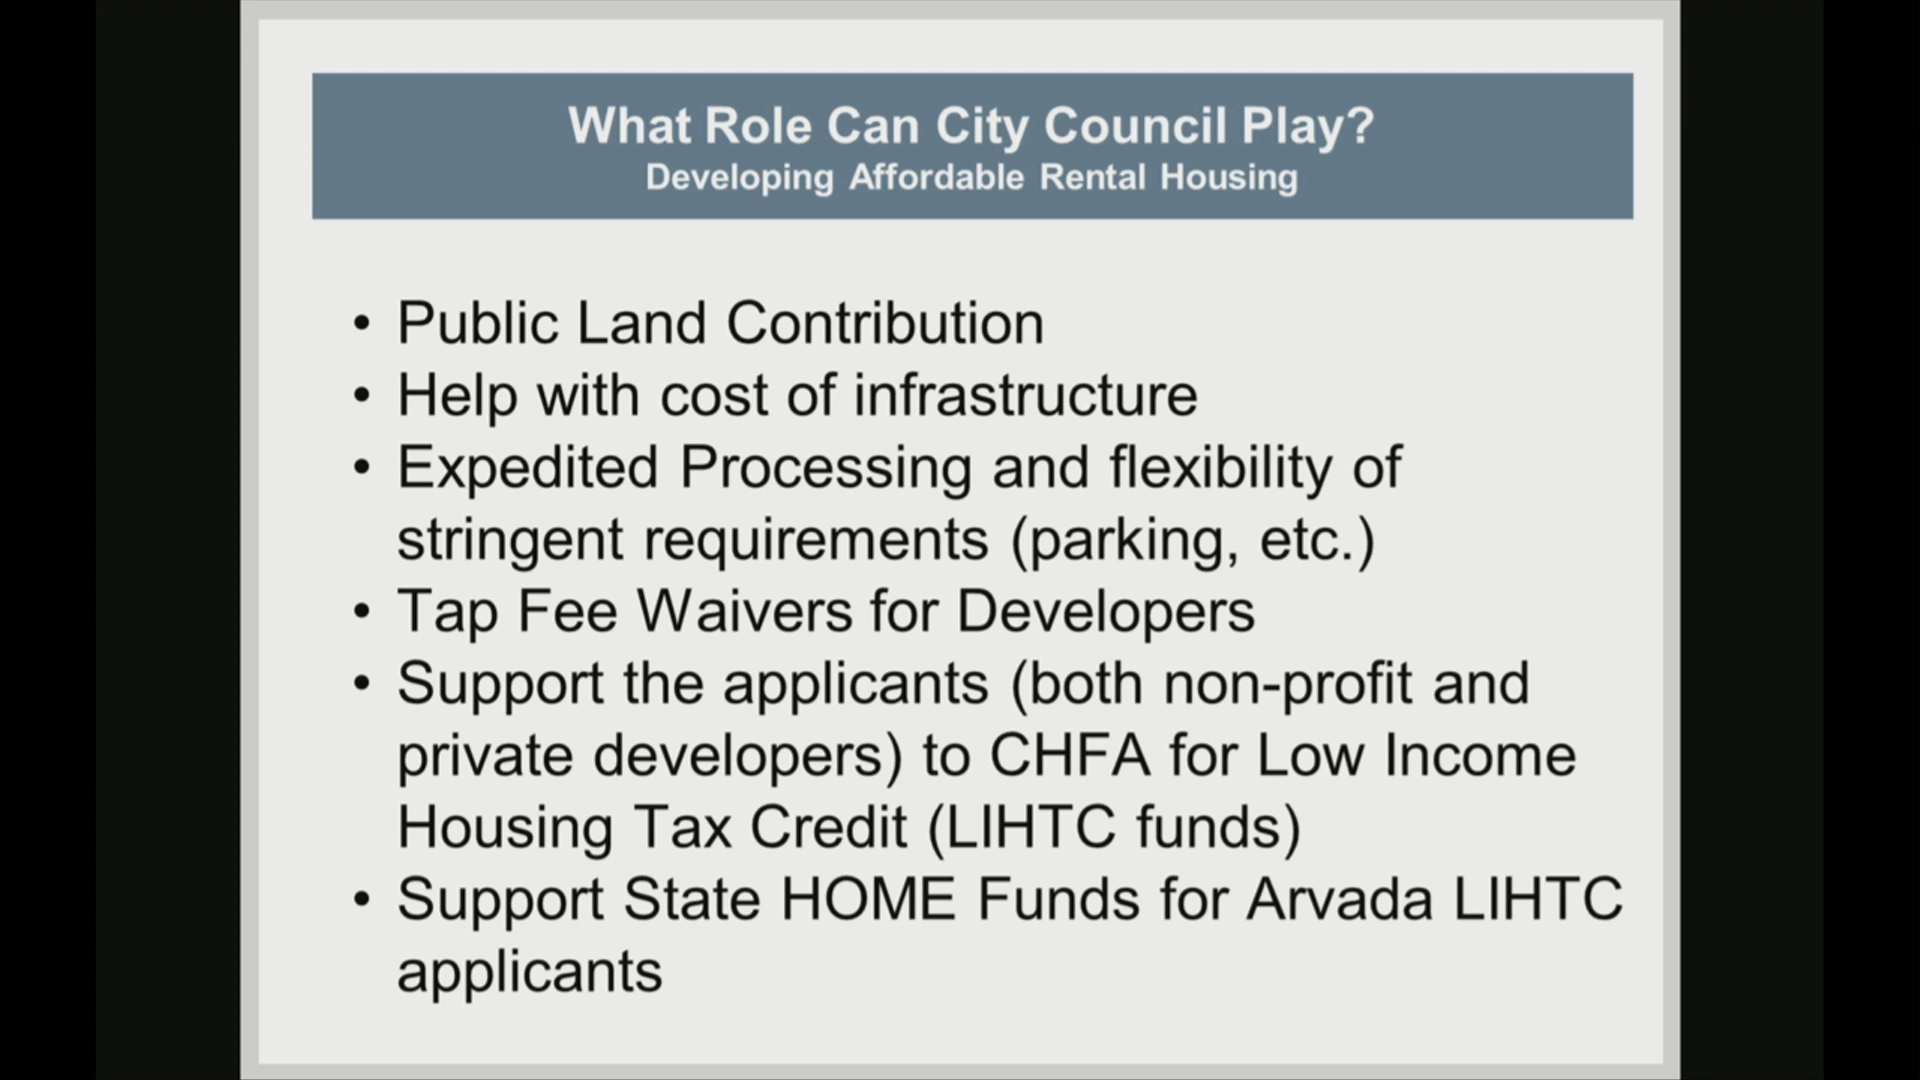 What Role Can City Council Play?
Developing Affordable Rental Housing
• Public Land Contribution
• Help with cost of infrastructure
• Expedited Processing and flexibility of
stringent requirements (parking, etc.)
• Tap Fee Waivers for Developers
• Support the applicants (both non-profit and
private developers) to CHFA for Low Income
Housing Tax Credit (LIHTC funds)
• Support State HOME Funds for Arvada LIHTC
applicants